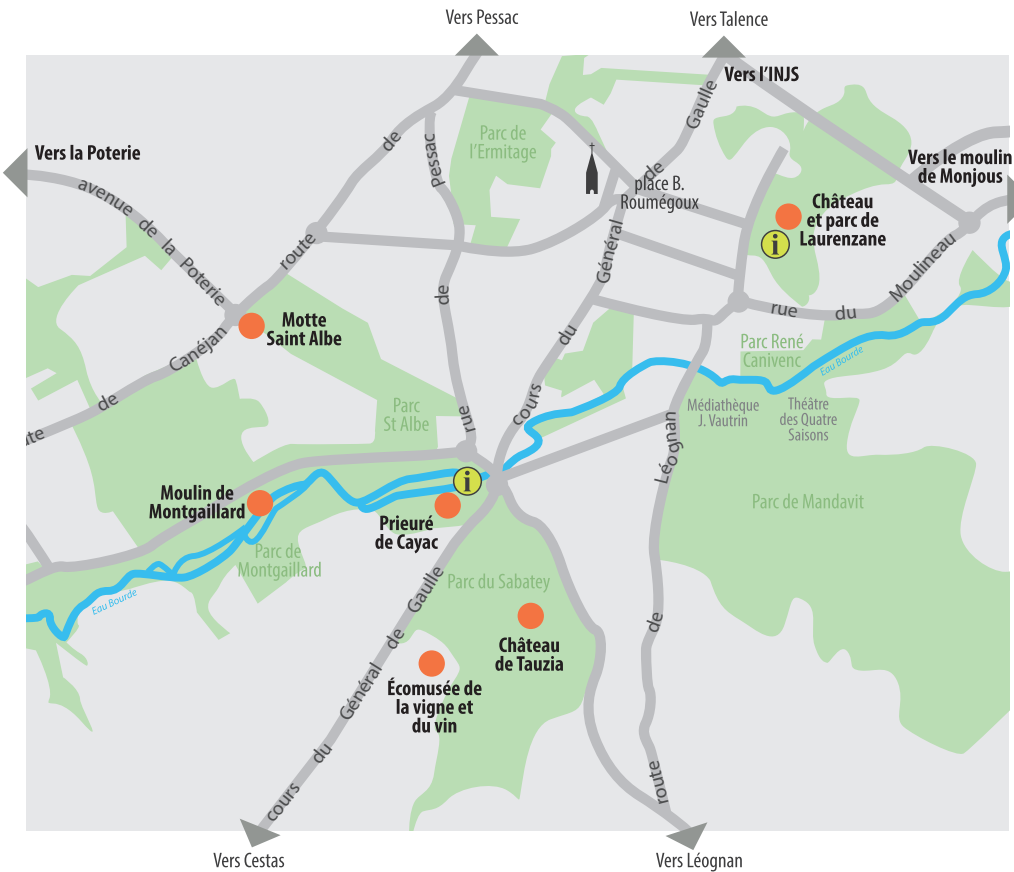 Vers Pessac
Vers Talence
Vers l'INJS
Vers la Poterie
Vers le moulin
de Monjous
avenue de la Poterie
route de Pessac
Parc de
l'Ermitage
place B.
Roumégoux
Château
et parc de
Laurenzane
i
cours du Général de Gaulle
rue du Moulineau
Motte
Saint Albe
te de Canéjan
rue de
Parc René
Canivenc
Eau Bourde
Parc
St Albe
Médiathèque
J. Vautrin
Théâtre
des Quatre
Saisons
i
Moulin de
Montgaillard
Prieuré
de Cayac
Parc de Mandavit
Parc de
Montgaillard
Eau Bourde
Parc du Sabatey
Château
de Tauzia
Écomusée de
la vigne et
du vin
cours du Général de Gaulle
route de Léognan
Vers Cestas
Vers Léognan